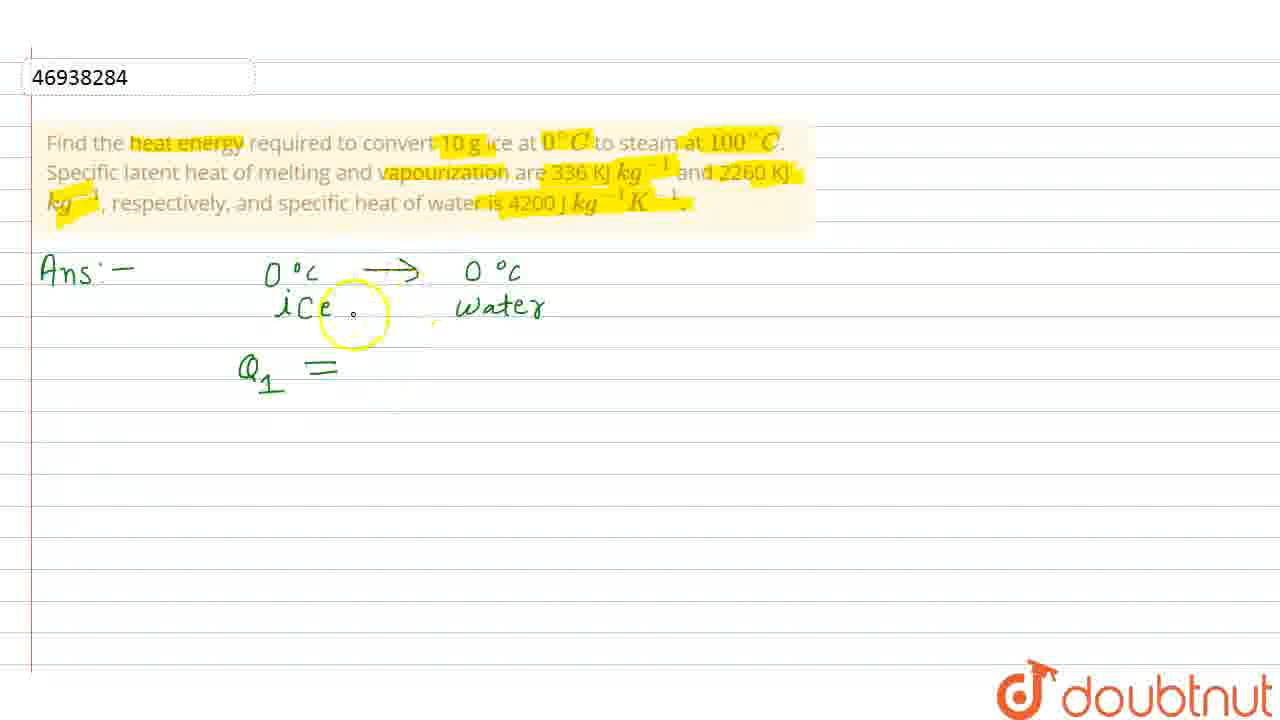 46938284
Find the heat energy required to convert 10 g ice at 0°C to steam at 100°C.
Specific latent heat of melting and vapourization are 336 KJ kg⁻¹ and 2260 KJ
kg⁻¹, respectively, and specific heat of water is 4200 J kg⁻¹K⁻¹.
Ans:- 0°C → 0°C
ice water
Q₁ =
doubtnut